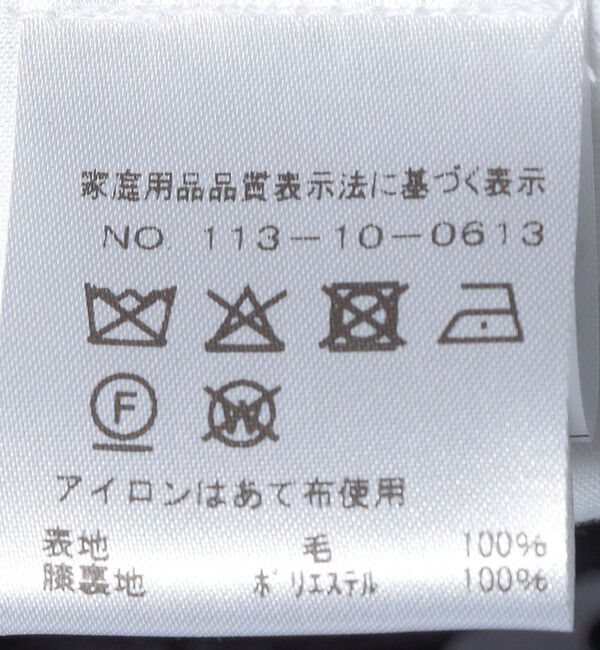 家庭用品品質表示法に基づく表示
NO. 113-10-0613
F W
アイロンはあて布使用
表地 毛 100%
膝裏地 ポリエステル 100%